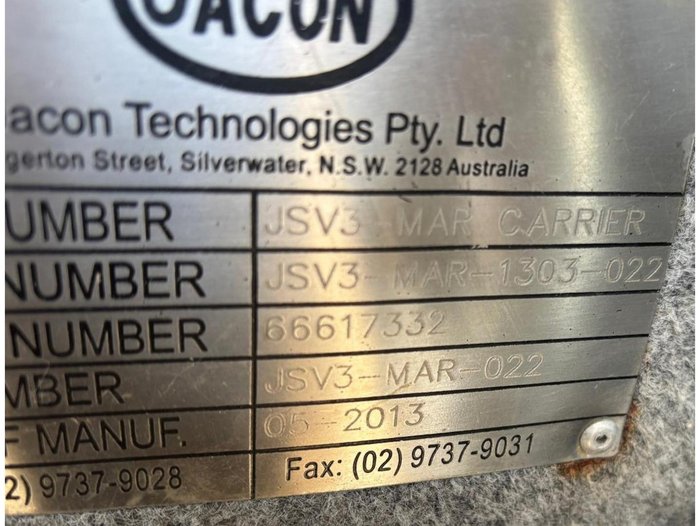 JACON
acon Technologies Pty. Ltd
gerton Street, Silverwater, N.S.W. 2128 Australia
UMBER JSV3-MAR CARRIER
NUMBER JSV3-MAR-1303-022
NUMBER 66617332
MBER JSV3-MAR-022
F MANUF. 05-2013
2) 9737-9028 Fax: (02) 9737-9031